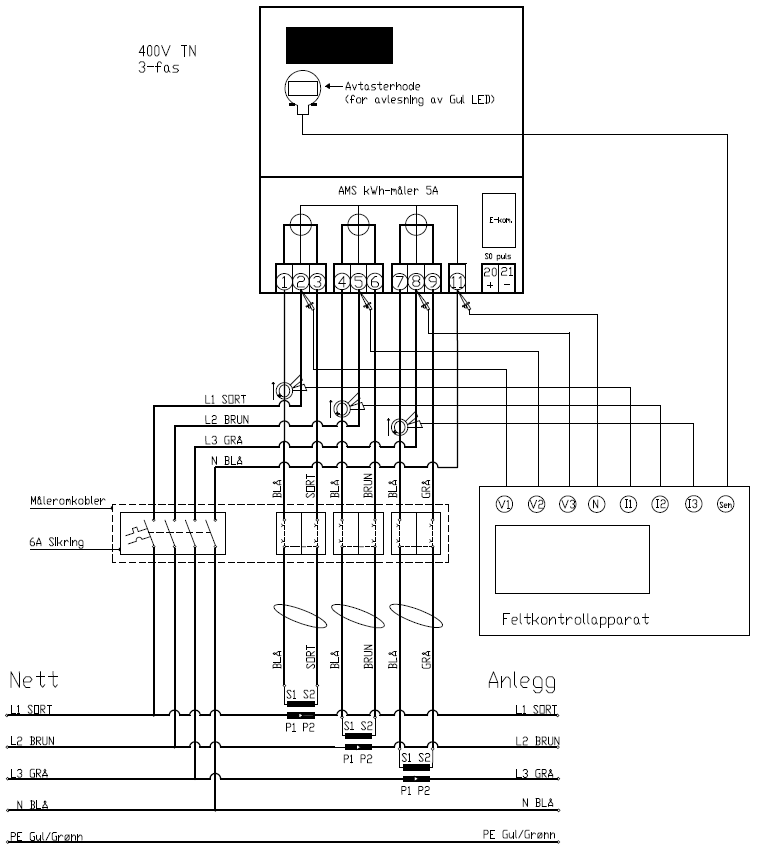 400V TN
3-fas
Avtasterhode
(for avlesning av Gul LED)
AMS kWh-måler 5A
E-kom.
S0 puls
1 2 3 4 5 6 7 8 9 11 20 21
+ -
L1 SORT
L2 BRUN
L3 GRÅ
N BLÅ
BLÅ SORT BLÅ BRUN BLÅ GRÅ
Måleromkobler
6A Sikring
V1 V2 V3 N I1 I2 I3 Sen
Feltkontrollapparat
BLÅ SORT BLÅ BRUN BLÅ GRÅ
Nett
Anlegg
S1 S2
L1 SORT
L1 SORT
P1 P2
S1 S2
L2 BRUN
L2 BRUN
P1 P2
S1 S2
L3 GRÅ
L3 GRÅ
P1 P2
N BLÅ
N BLÅ
PE Gul/Grønn
PE Gul/Grønn